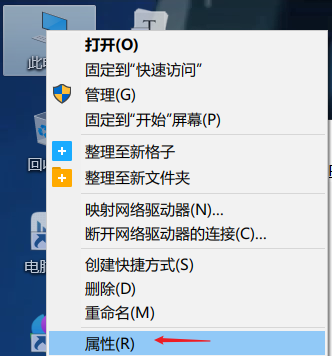 此电
打开(O)
固定到"快速访问"
管理(G)
固定到"开始"屏幕(P)
回收
整理至新格子
整理至新文件夹
映射网络驱动器(N)...
断开网络驱动器的连接(C)...
电脑
创建快捷方式(S)
删除(D)
重命名(M)
属性(R)